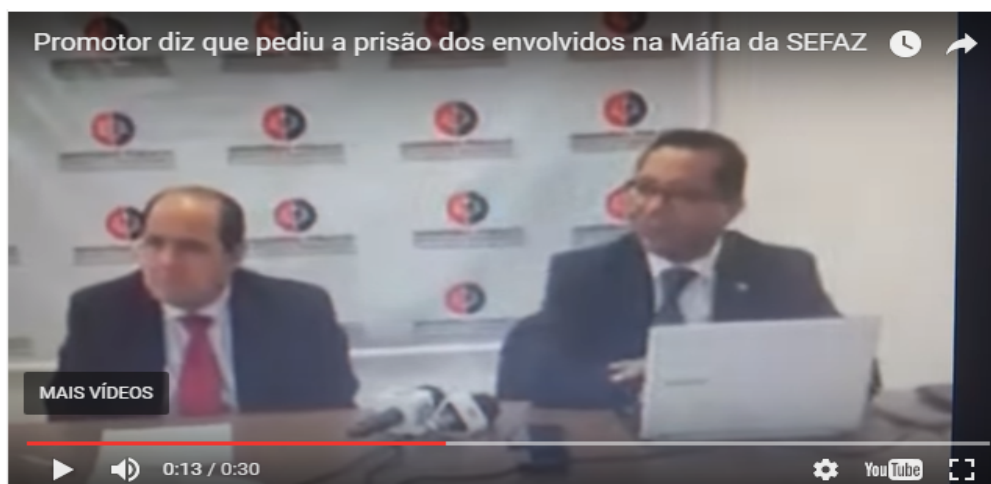 Promotor diz que pediu a prisão dos envolvidos na Máfia da SEFAZ
MAIS VÍDEOS
0:13 / 0:30
YouTube